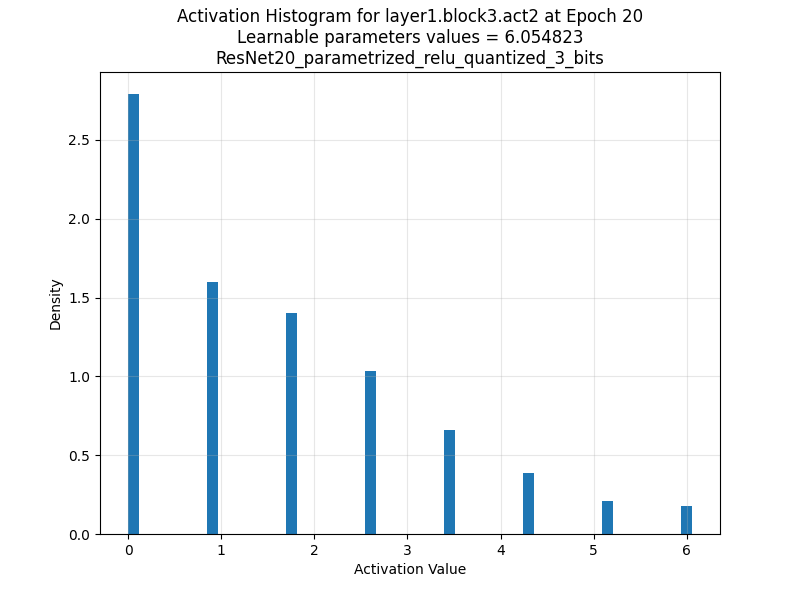 Activation Histogram for layer1.block3.act2 at Epoch 20
Learnable parameters values = 6.054823
ResNet20_parametrized_relu_quantized_3_bits
Density
2.5
2.0
1.5
1.0
0.5
0.0
0 1 2 3 4 5 6
Activation Value